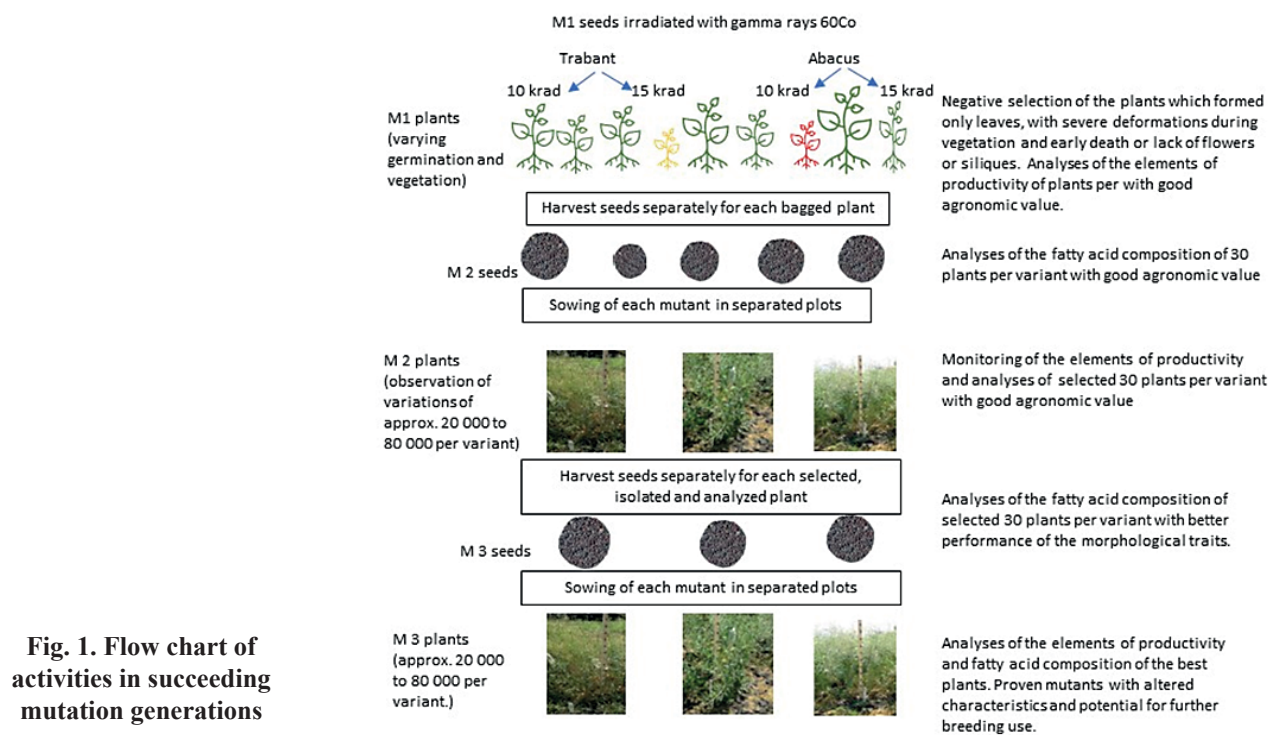 M1 seeds irradiated with gamma rays 60Co
Trabant
Abacus
10 krad
15 krad
10 krad
15 krad
M1 plants
(varying
germination and
vegetation)
Negative selection of the plants which formed
only leaves, with severe deformations during
vegetation and early death or lack of flowers
or siliques. Analyses of the elements of
productivity of plants per with good
agronomic value.
Harvest seeds separately for each bagged plant
M 2 seeds
Analyses of the fatty acid composition of 30
plants per variant with good agronomic value
Sowing of each mutant in separated plots
M 2 plants
(observation of
variations of
approx. 20 000 to
80 000 per variant)
Monitoring of the elements of productivity
and analyses of selected 30 plants per variant
with good agronomic value
Harvest seeds separately for each selected,
isolated and analyzed plant
M 3 seeds
Analyses of the fatty acid composition of
selected 30 plants per variant with better
performance of the morphological traits.
Sowing of each mutant in separated plots
M 3 plants
(approx. 20 000
to 80 000 per
variant.)
Analyses of the elements of productivity
and fatty acid composition of the best
plants. Proven mutants with altered
characteristics and potential for further
breeding use.
Fig. 1. Flow chart of
activities in succeeding
mutation generations